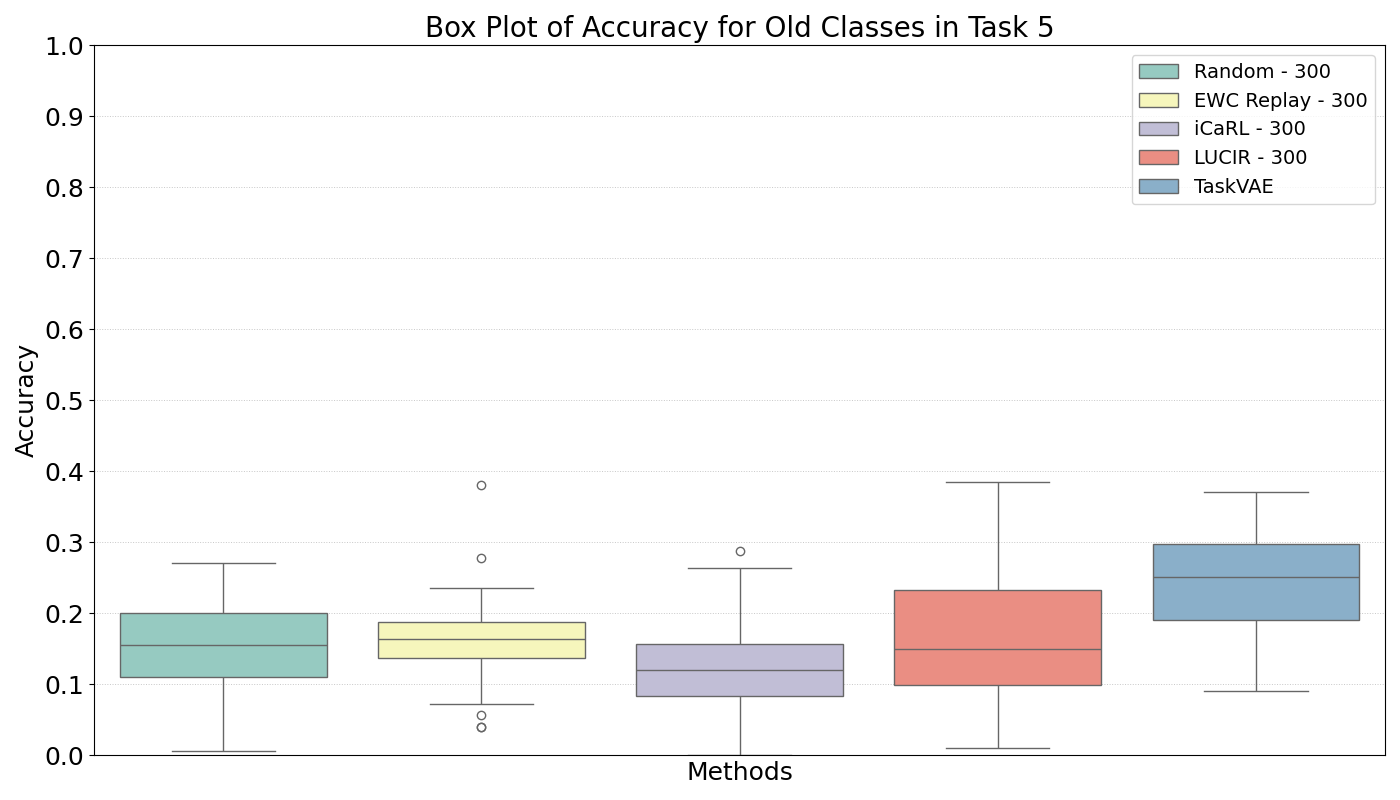 Box Plot of Accuracy for Old Classes in Task 5
1.0
0.9
0.8
0.7
0.6
0.5
0.4
0.3
0.2
0.1
0.0
Accuracy
Methods
Random - 300
EWC Replay - 300
iCaRL - 300
LUCIR - 300
TaskVAE